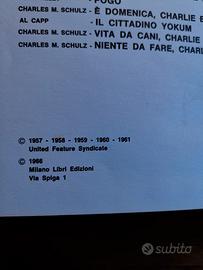 POGO
CHARLES M. SCHULZ - È DOMENICA, CHARLIE B
AL CAPP - IL CITTADINO YOKUM
CHARLES M. SCHULZ - VITA DA CANI, CHARLIE
CHARLES M. SCHULZ - NIENTE DA FARE, CHARL
© 1957 - 1958 - 1959 - 1960 - 1961
United Feature Syndicate
© 1966
Milano Libri Edizioni
Via Spiga 1
subito